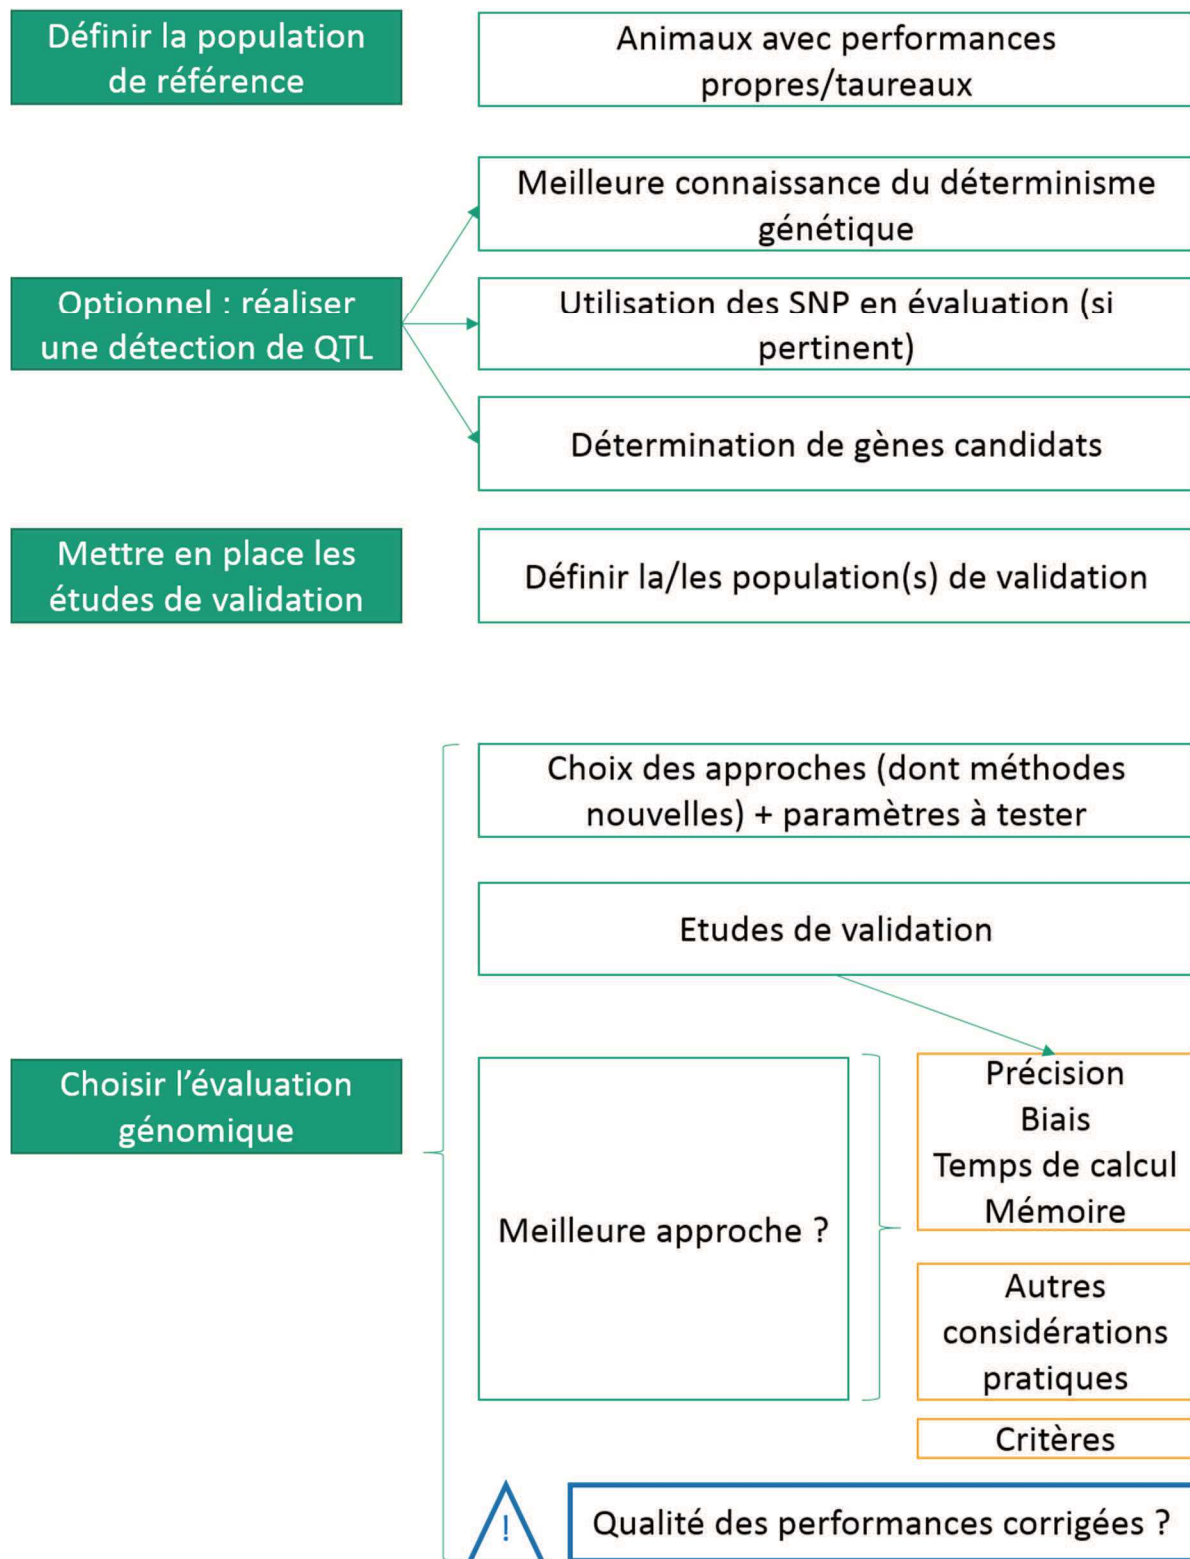 Définir la population
de référence
Animaux avec performances
propres/taureaux
Meilleure connaissance du déterminisme
génétique
Optionnel : réaliser
une détection de QTL
Utilisation des SNP en évaluation (si
pertinent)
Détermination de gènes candidats
Mettre en place les
études de validation
Définir la/les population(s) de validation
Choix des approches (dont méthodes
nouvelles) + paramètres à tester
Etudes de validation
Choisir l'évaluation
génomique
Meilleure approche ?
Précision
Biais
Temps de calcul
Mémoire
Autres
considérations
pratiques
Critères
!
Qualité des performances corrigées ?